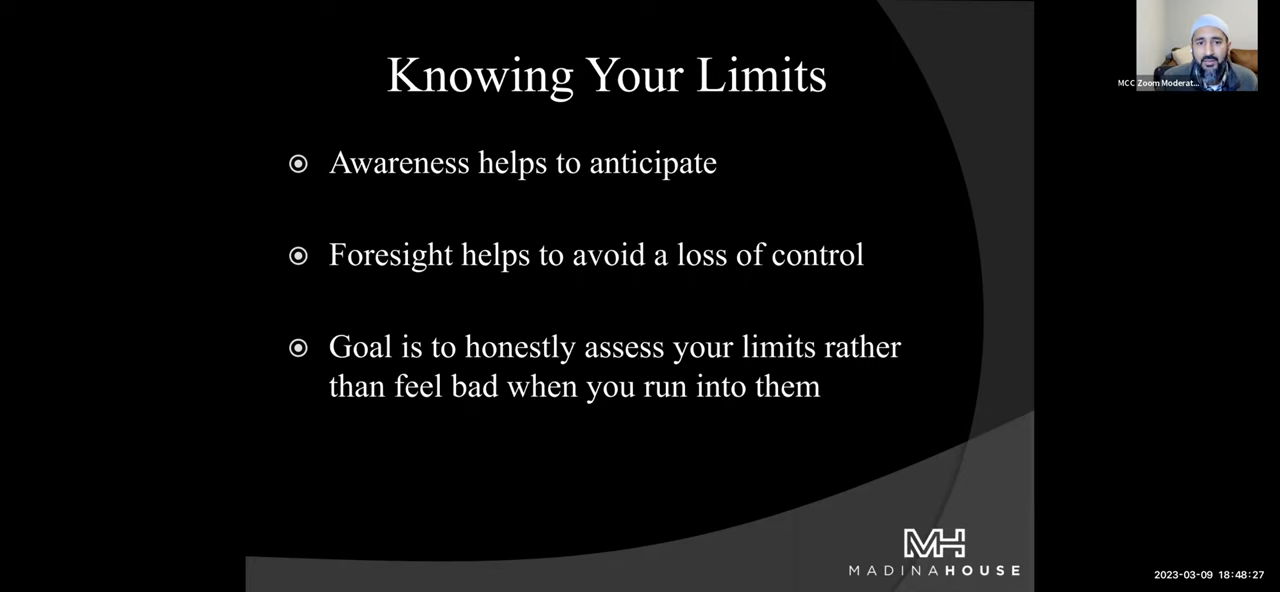 Knowing Your Limits
MCC Zoom Moderat...
Awareness helps to anticipate
Foresight helps to avoid a loss of control
Goal is to honestly assess your limits rather
than feel bad when you run into them
MH
MADINAHOUSE
2023-03-09 18:48:27